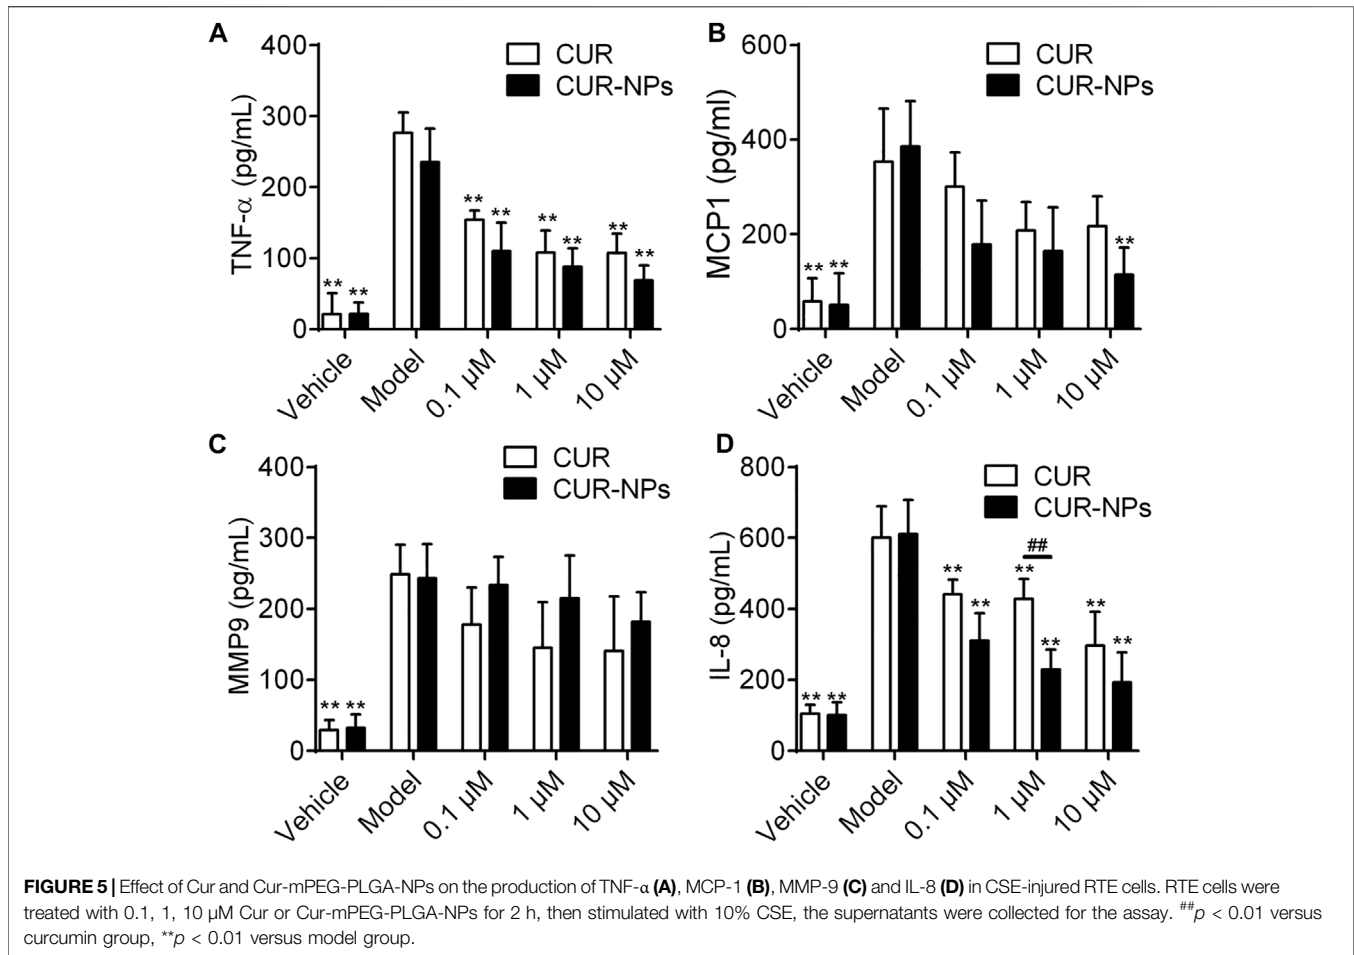 A
400
300
200
100
0
TNF-α (pg/mL)
CUR
CUR-NPs
** **
** **
** **
** **
Vehicle
Model
0.1 µM
1 µM
10 µM
B
600
400
200
0
MCP1 (pg/ml)
CUR
CUR-NPs
** **
**
Vehicle
Model
0.1 µM
1 µM
10 µM
C
400
300
200
100
0
MMP9 (pg/mL)
CUR
CUR-NPs
** **
Vehicle
Model
0.1 µM
1 µM
10 µM
D
800
600
400
200
0
IL-8 (pg/mL)
CUR
CUR-NPs
##
** **
** **
** **
** **
Vehicle
Model
0.1 µM
1 µM
10 µM
FIGURE 5 | Effect of Cur and Cur-mPEG-PLGA-NPs on the production of TNF-α (A), MCP-1 (B), MMP-9 (C) and IL-8 (D) in CSE-injured RTE cells. RTE cells were
treated with 0.1, 1, 10 µM Cur or Cur-mPEG-PLGA-NPs for 2 h, then stimulated with 10% CSE, the supernatants were collected for the assay. ##p < 0.01 versus
curcumin group, **p < 0.01 versus model group.